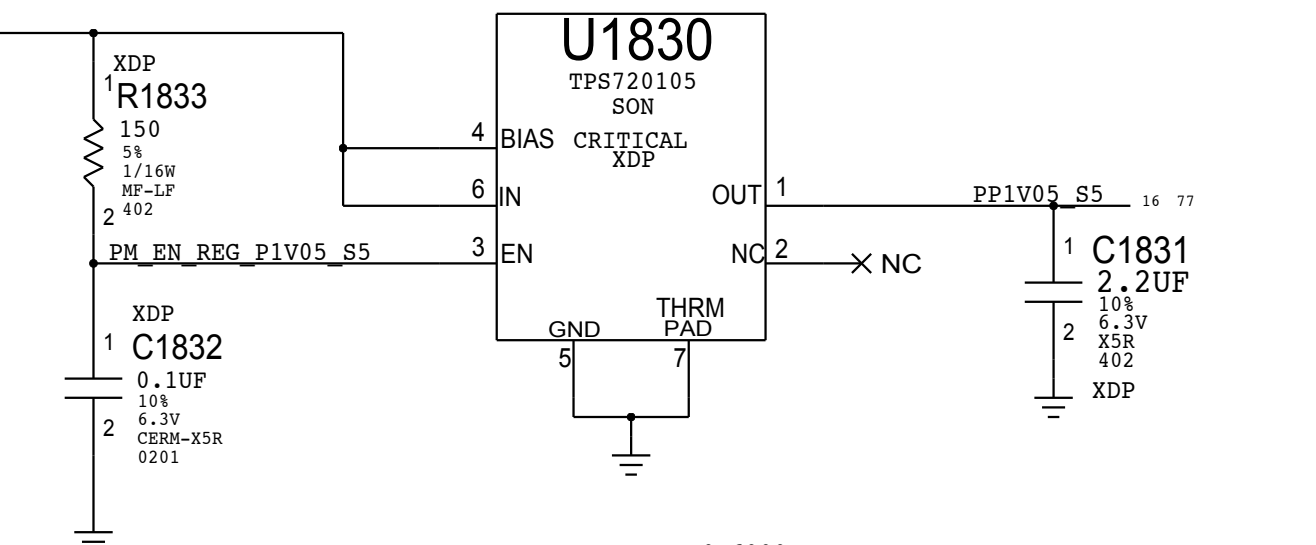 XDP
1
R1833
150
5%
1/16W
MF-LF
402
2
PM_EN_REG_P1V05_S5
XDP
1
C1832
0.1UF
10%
6.3V
CERM-X5R
0201
2
U1830
TPS720105
SON
CRITICAL
XDP
4 BIAS
6 IN
3 EN
OUT 1
NC 2
NC
THRM
GND PAD
5 7
PP1V05_S5 16 77
1
C1831
2.2UF
10%
6.3V
X5R
402
2
XDP